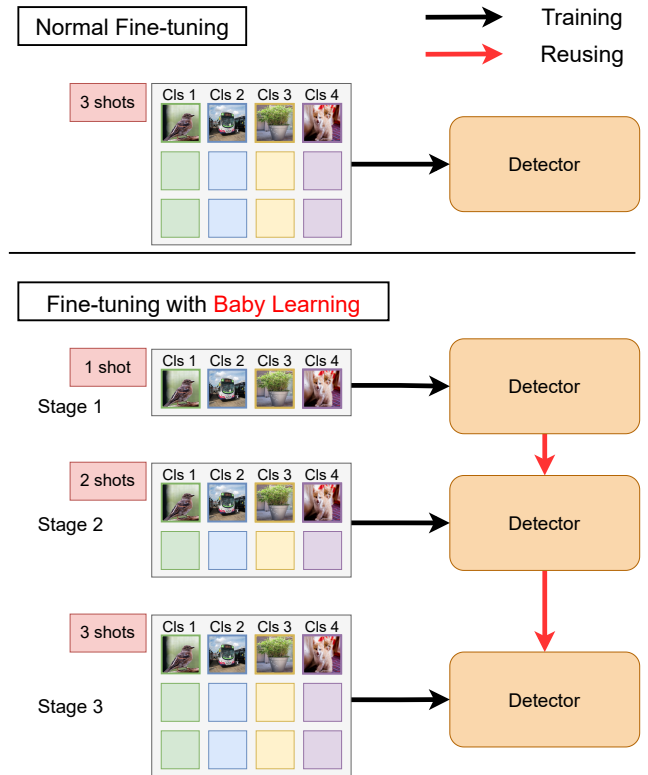 Normal Fine-tuning
Training
Reusing
3 shots
Cls 1 Cls 2 Cls 3 Cls 4
Detector
Fine-tuning with Baby Learning
1 shot
Cls 1 Cls 2 Cls 3 Cls 4
Stage 1
Detector
2 shots
Cls 1 Cls 2 Cls 3 Cls 4
Stage 2
Detector
3 shots
Cls 1 Cls 2 Cls 3 Cls 4
Stage 3
Detector